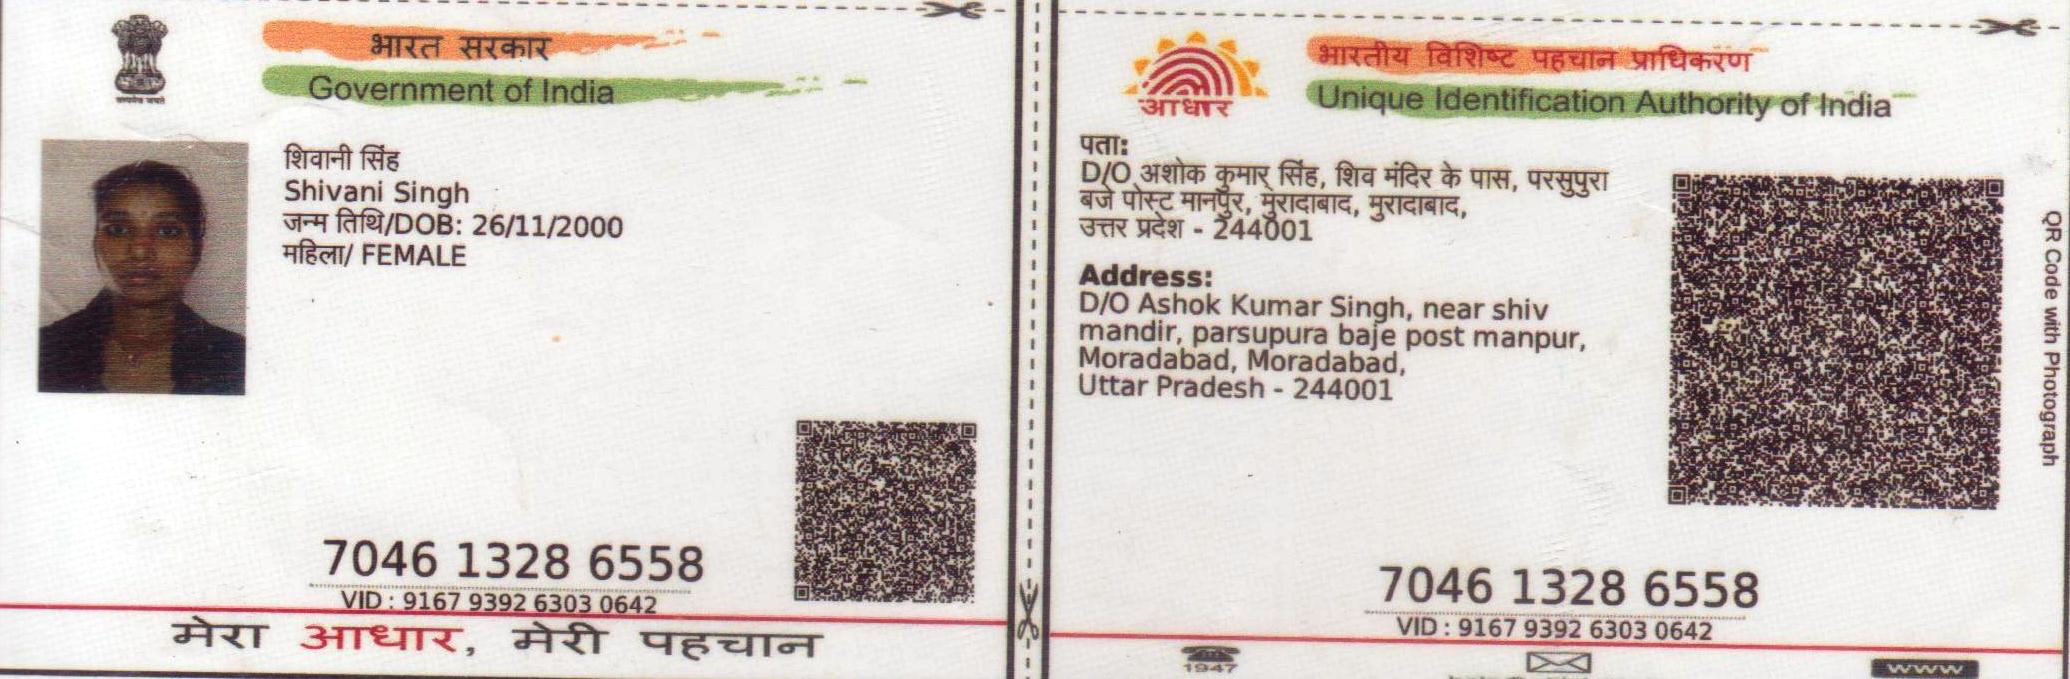 भारत सरकार
Government of India
शिवानी सिंह
Shivani Singh
जन्म तिथि/DOB: 26/11/2000
महिला/ FEMALE
7046 1328 6558
VID : 9167 9392 6303 0642
मेरा आधार, मेरी पहचान
भारतीय विशिष्ट पहचान प्राधिकरण
Unique Identification Authority of India
आधार
पता:
D/O अशोक कुमार सिंह, शिव मंदिर के पास, परसुपुरा
बजे पोस्ट मानपुर, मुरादाबाद, मुरादाबाद,
उत्तर प्रदेश - 244001
Address:
D/O Ashok Kumar Singh, near shiv
mandir, parsupura baje post manpur,
Moradabad, Moradabad,
Uttar Pradesh - 244001
QR Code with Photograph
7046 1328 6558
VID : 9167 9392 6303 0642
1947
www